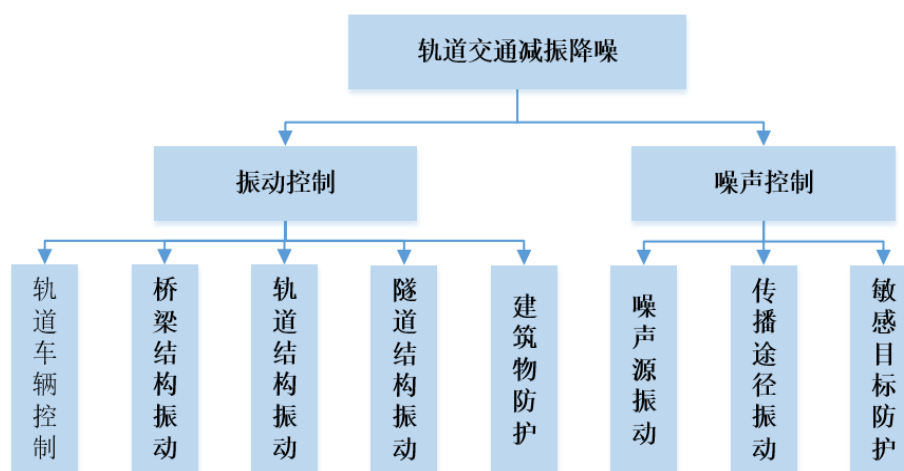 轨道交通减振降噪
振动控制
噪声控制
轨道车辆控制
桥梁结构振动
轨道结构振动
隧道结构振动
建筑物防护
噪声源振动
传播途径振动
敏感目标防护